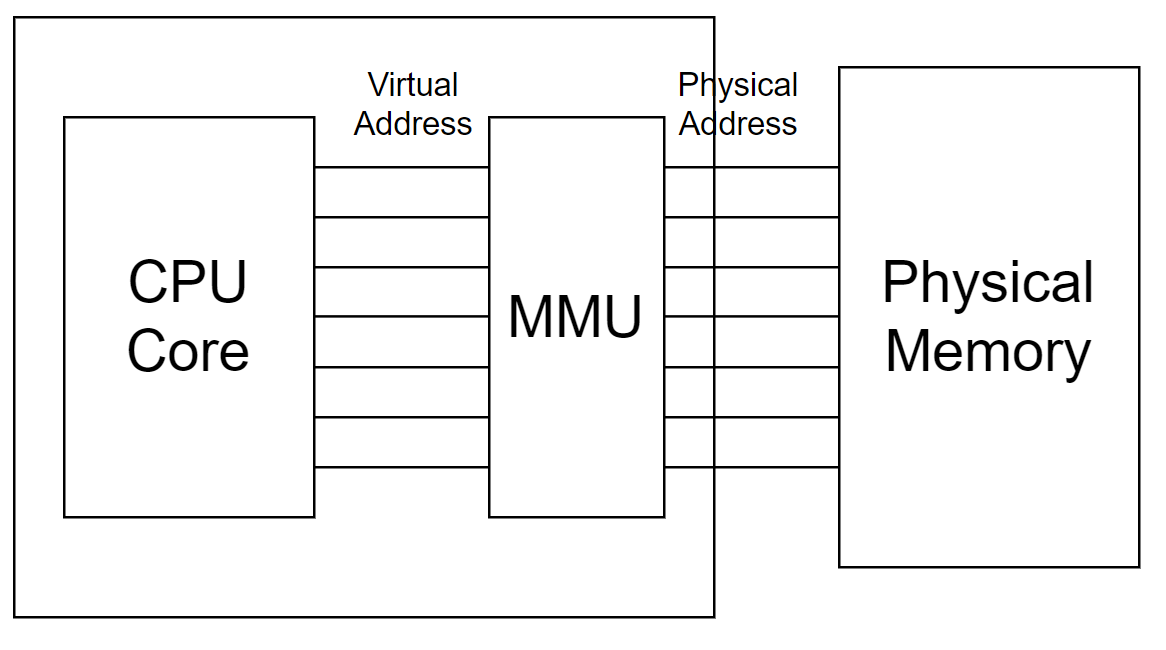 Virtual
Address
Physical
Address
CPU
Core
MMU
Physical
Memory